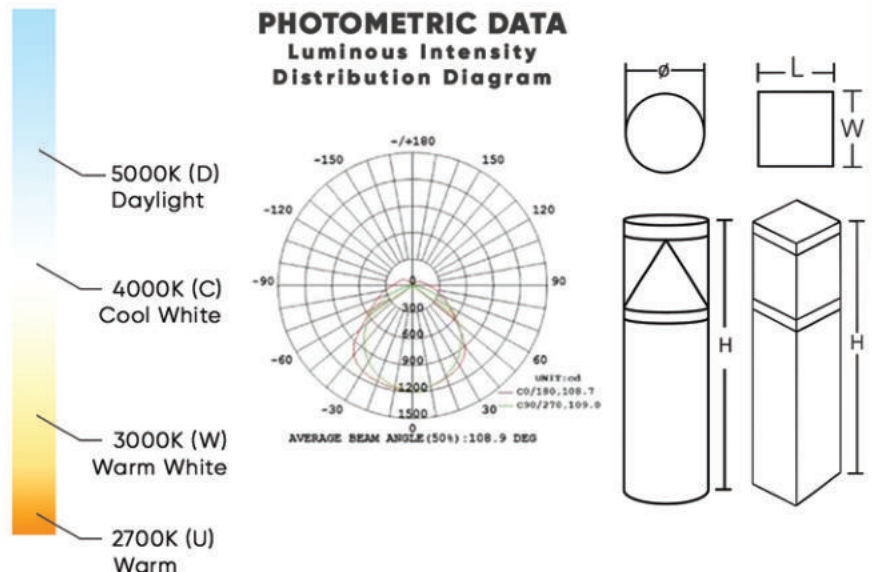 PHOTOMETRIC DATA
Luminous Intensity
Distribution Diagram
5000K (D)
Daylight
4000K (C)
Cool White
3000K (W)
Warm White
2700K (U)
Warm
-/+180
-150
150
-120
120
-90
90
-60
60
-30
30
0
0
300
600
900
1200
1500
UNIT:cd
C0/180,108.7
C90/270,109.0
AVERAGE BEAM ANGLE(50%):108.9 DEG
ø
L
W
H
H